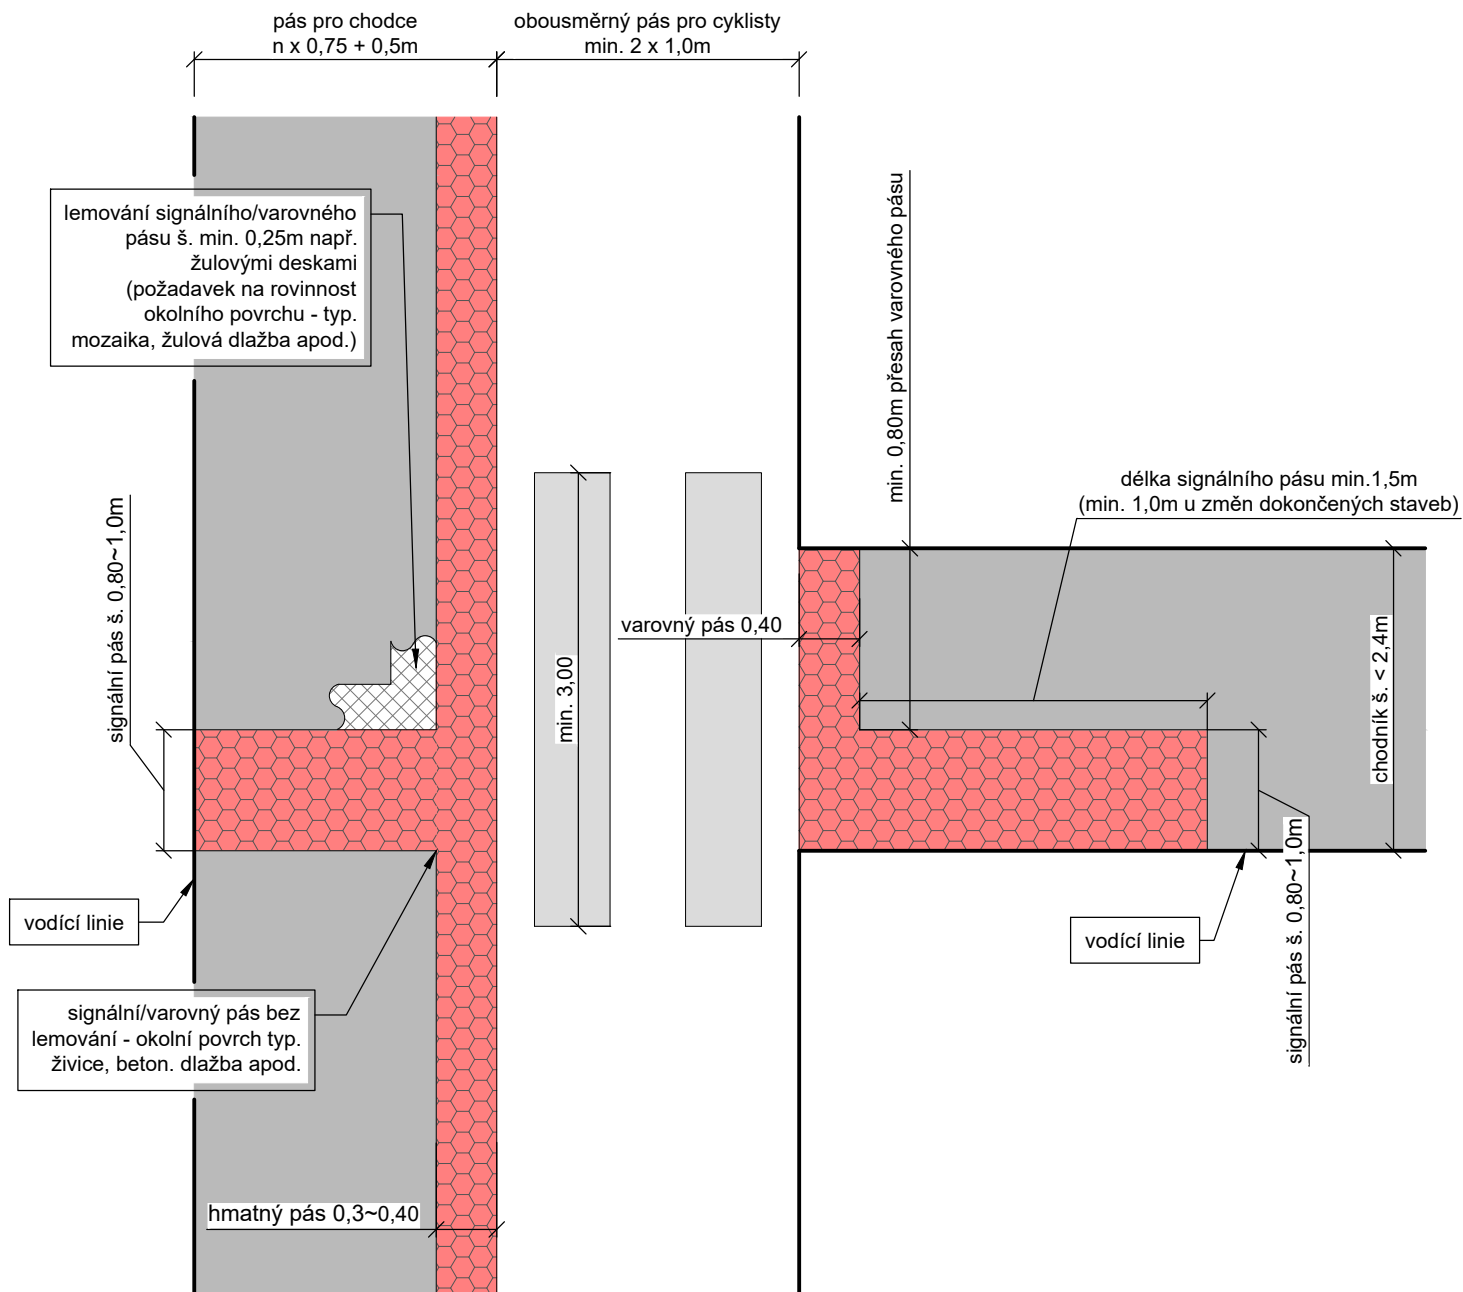 pás pro chodce
n x 0,75 + 0,5m
obousměrný pás pro cyklisty
min. 2 x 1,0m
lemování signálního/varovného
pásu š. min. 0,25m např.
žulovými deskami
(požadavek na rovinnost
okolního povrchu - typ.
mozaika, žulová dlažba apod.)
min. 0,80m přesah varovného pásu
délka signálního pásu min.1,5m
(min. 1,0m u změn dokončených staveb)
signální pás š. 0,80~1,0m
varovný pás 0,40
min. 3,00
chodník š. < 2,4m
vodící linie
vodící linie
signální pás š. 0,80~1,0m
signální/varovný pás bez
lemování - okolní povrch typ.
živice, beton. dlažba apod.
hmatný pás 0,3~0,40